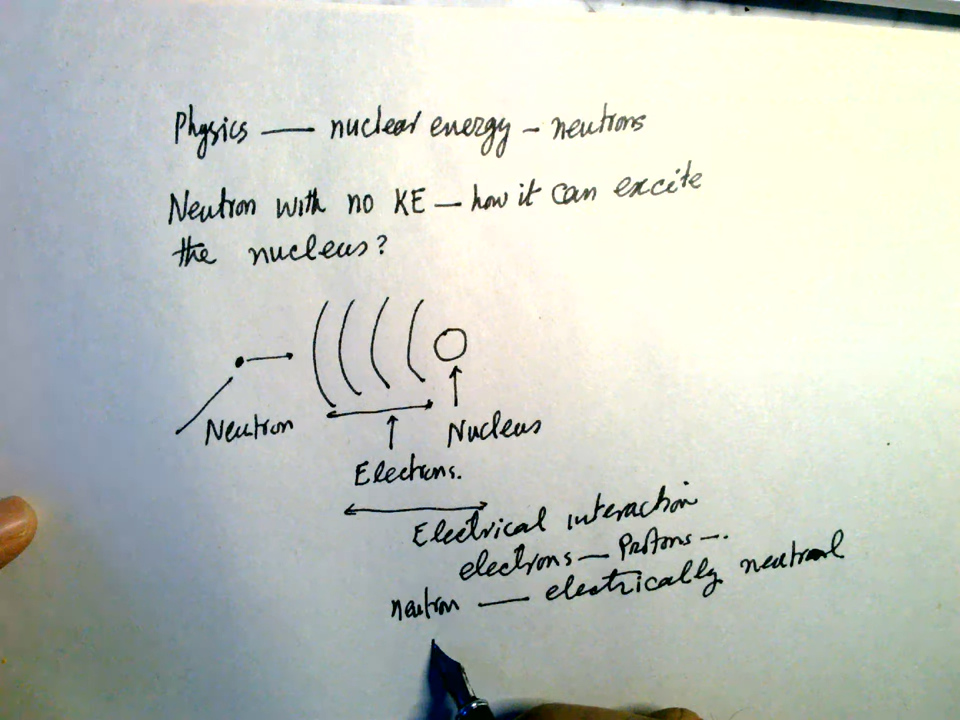 Physics — nuclear energy – neutrons
Neutron with no KE — how it can excite
the nucleus?
Neutron
Nucleus
Electrons.
Electrical interaction
electrons — Protons —..
neutron — electrically neutral